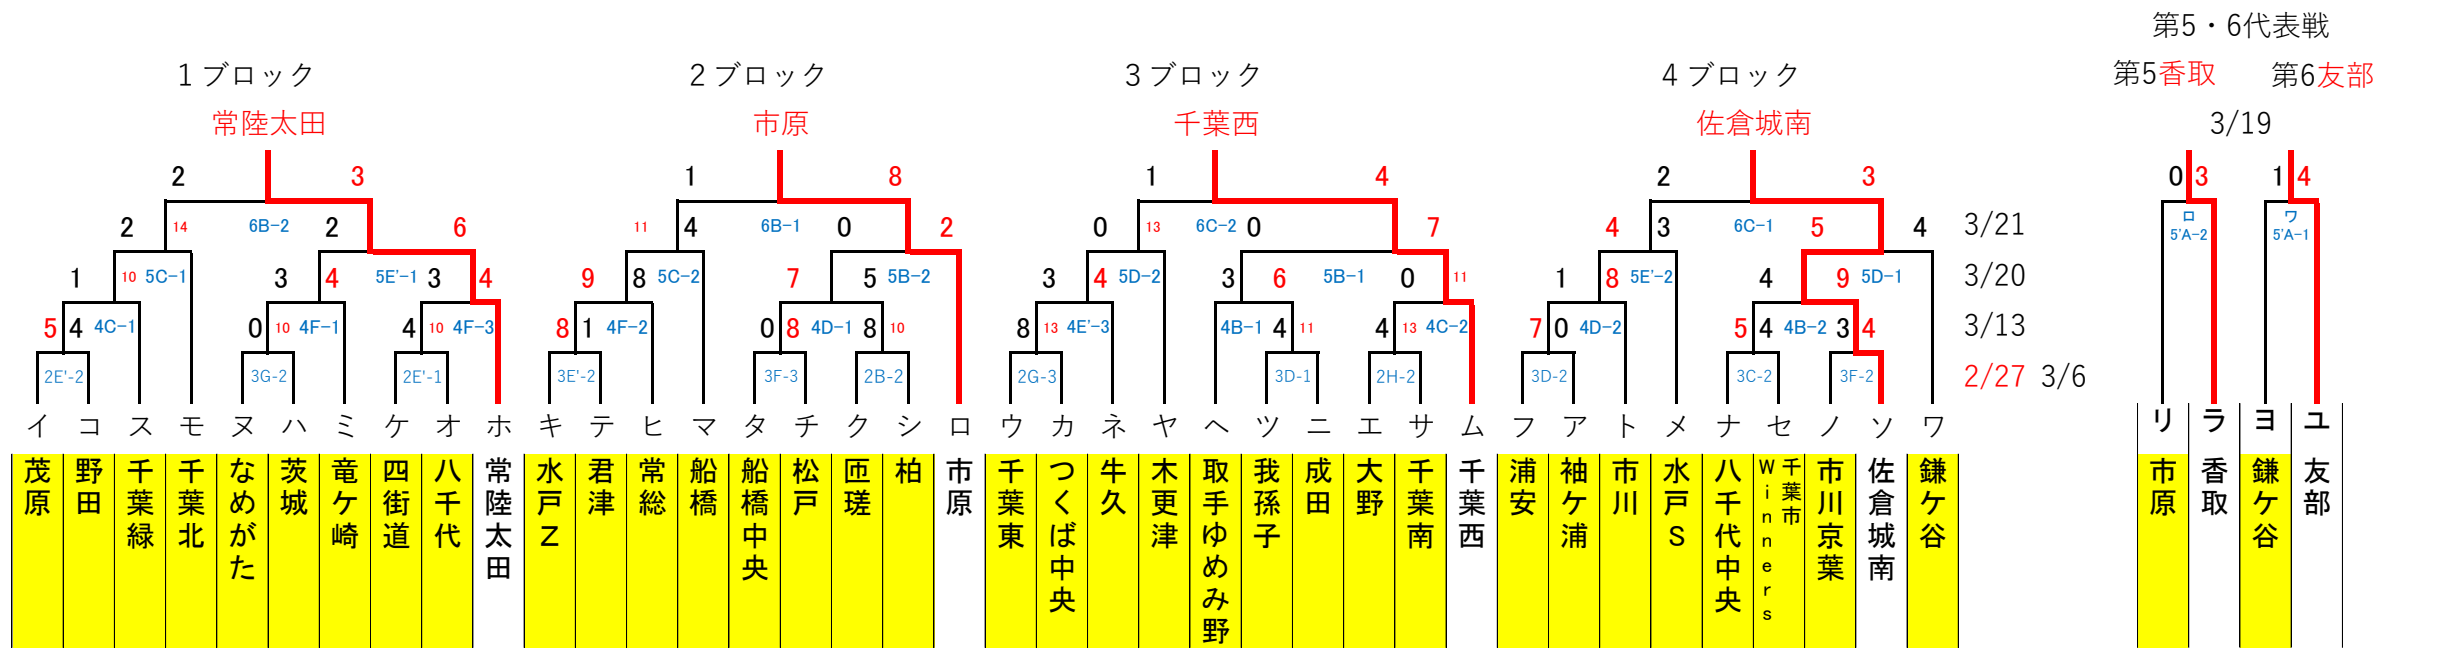 第5・6代表戦
1ブロック 2ブロック 3ブロック 4ブロック 第5香取 第6友部
常陸太田 市原 千葉西 佐倉城南 3/19
2 3 1 8 1 4 2 3 0 3 1 4
2 14 6B-2 2 6 11 4 6B-1 0 2 0 13 6C-2 0 7 4 3 6C-1 5 4 3/21 ロ ワ
5'A-2 5'A-1
1 10 5C-1 3 4 5E'-1 3 4 9 8 5C-2 7 5 5B-2 3 4 5D-2 3 6 5B-1 0 11 1 8 5E'-2 4 9 5D-1 3/20
5 4 4C-1 0 10 4F-1 4 10 4F-3 8 1 4F-2 0 8 4D-1 8 10 8 13 4E'-3 4B-1 4 11 4 13 4C-2 7 0 4D-2 5 4 4B-2 3 4 3/13
2E'-2 3G-2 2E'-1 3E'-2 3F-3 2B-2 2G-3 3D-1 2H-2 3D-2 3C-2 3F-2 2/27 3/6
イ コ ス モ ヌ ハ ミ ケ オ ホ キ テ ヒ マ タ チ ク シ ロ ウ カ ネ ヤ ヘ ツ ニ エ サ ム フ ア ト メ ナ セ ノ ソ ワ リ ラ ヨ ユ
茂原
野田
千葉緑
千葉北
なめがた
茨城
竜ケ崎
四街道
八千代
常陸太田
水戸Z
君津
常総
船橋
船橋中央
松戸
匝瑳
柏
市原
千葉東
つくば中央
牛久
木更津
取手ゆめみ野
我孫子
成田
大野
千葉南
千葉西
浦安
袖ケ浦
市川
水戸S
八千代中央
千葉市
Winners
市川京葉
佐倉城南
鎌ケ谷
市原
香取
鎌ケ谷
友部